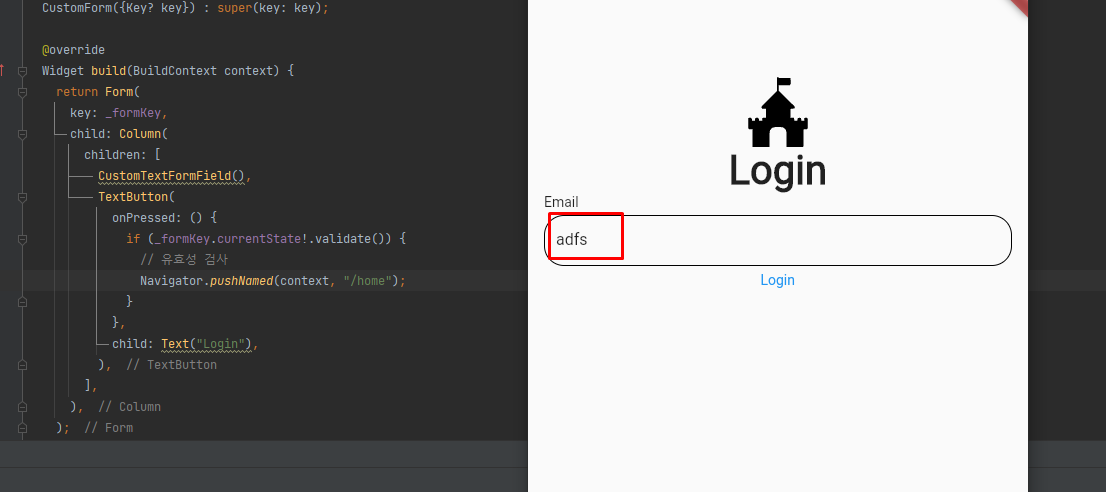 CustomForm({Key? key}) : super(key: key);
@override
Widget build(BuildContext context) {
return Form(
key: _formKey,
child: Column(
children: [
CustomTextFormField(),
TextButton(
onPressed: () {
if (_formKey.currentState!.validate()) {
// 유효성 검사
Navigator.pushNamed(context, "/home");
}
},
child: Text("Login"),
), // TextButton
],
), // Column
); // Form
Login
Email
adfs
Login